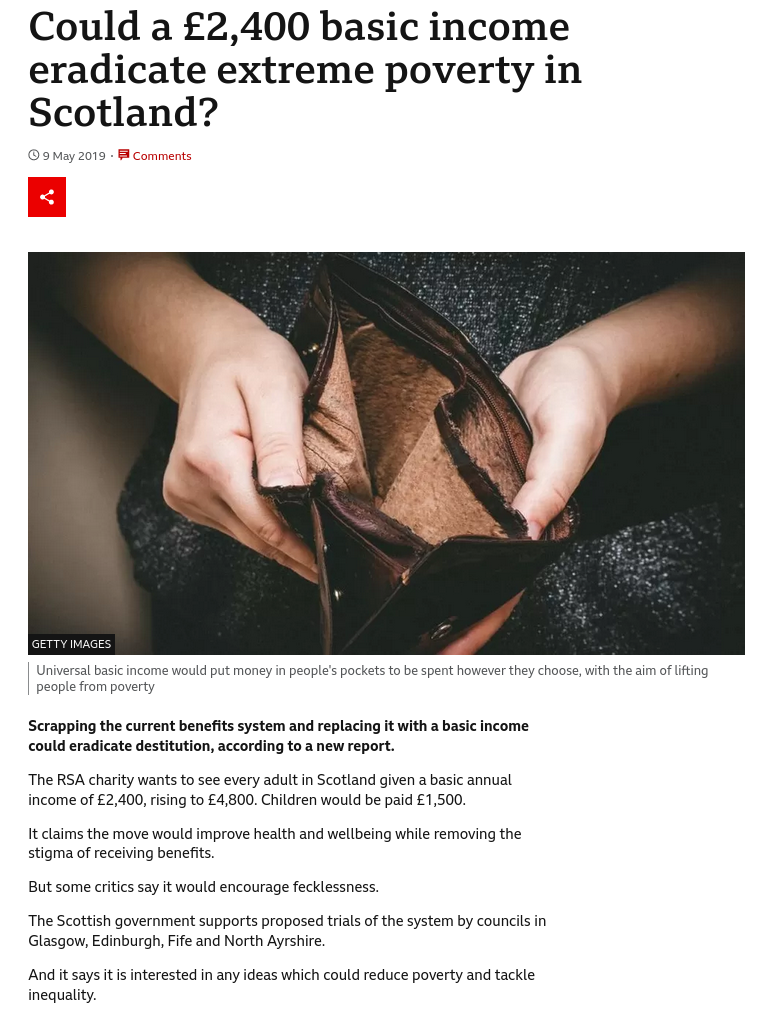 Could a £2,400 basic income
eradicate extreme poverty in
Scotland?
9 May 2019 · Comments
GETTY IMAGES
Universal basic income would put money in people's pockets to be spent however they choose, with the aim of lifting
people from poverty
Scrapping the current benefits system and replacing it with a basic income
could eradicate destitution, according to a new report.
The RSA charity wants to see every adult in Scotland given a basic annual
income of £2,400, rising to £4,800. Children would be paid £1,500.
It claims the move would improve health and wellbeing while removing the
stigma of receiving benefits.
But some critics say it would encourage fecklessness.
The Scottish government supports proposed trials of the system by councils in
Glasgow, Edinburgh, Fife and North Ayrshire.
And it says it is interested in any ideas which could reduce poverty and tackle
inequality.